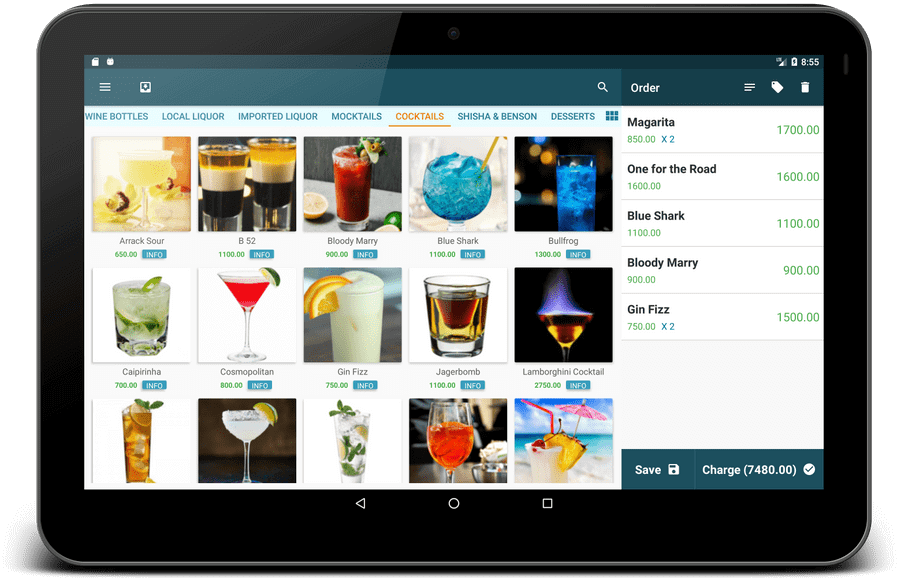 8:55
Order
WINE BOTTLES LOCAL LIQUOR IMPORTED LIQUOR MOCKTAILS COCKTAILS SHISHA & BENSON DESSERTS
Arrack Sour
650.00 INFO
B 52
1100.00 INFO
Bloody Marry
900.00 INFO
Blue Shark
1100.00 INFO
Bullfrog
1300.00 INFO
Caipirinha
700.00 INFO
Cosmopolitan
800.00 INFO
Gin Fizz
750.00 INFO
Jagerbomb
1100.00 INFO
Lamborghini Cocktail
2750.00 INFO
Magarita
850.00 X 2
1700.00
One for the Road
1600.00
1600.00
Blue Shark
1100.00
1100.00
Bloody Marry
900.00
900.00
Gin Fizz
750.00 X 2
1500.00
Save
Charge (7480.00)